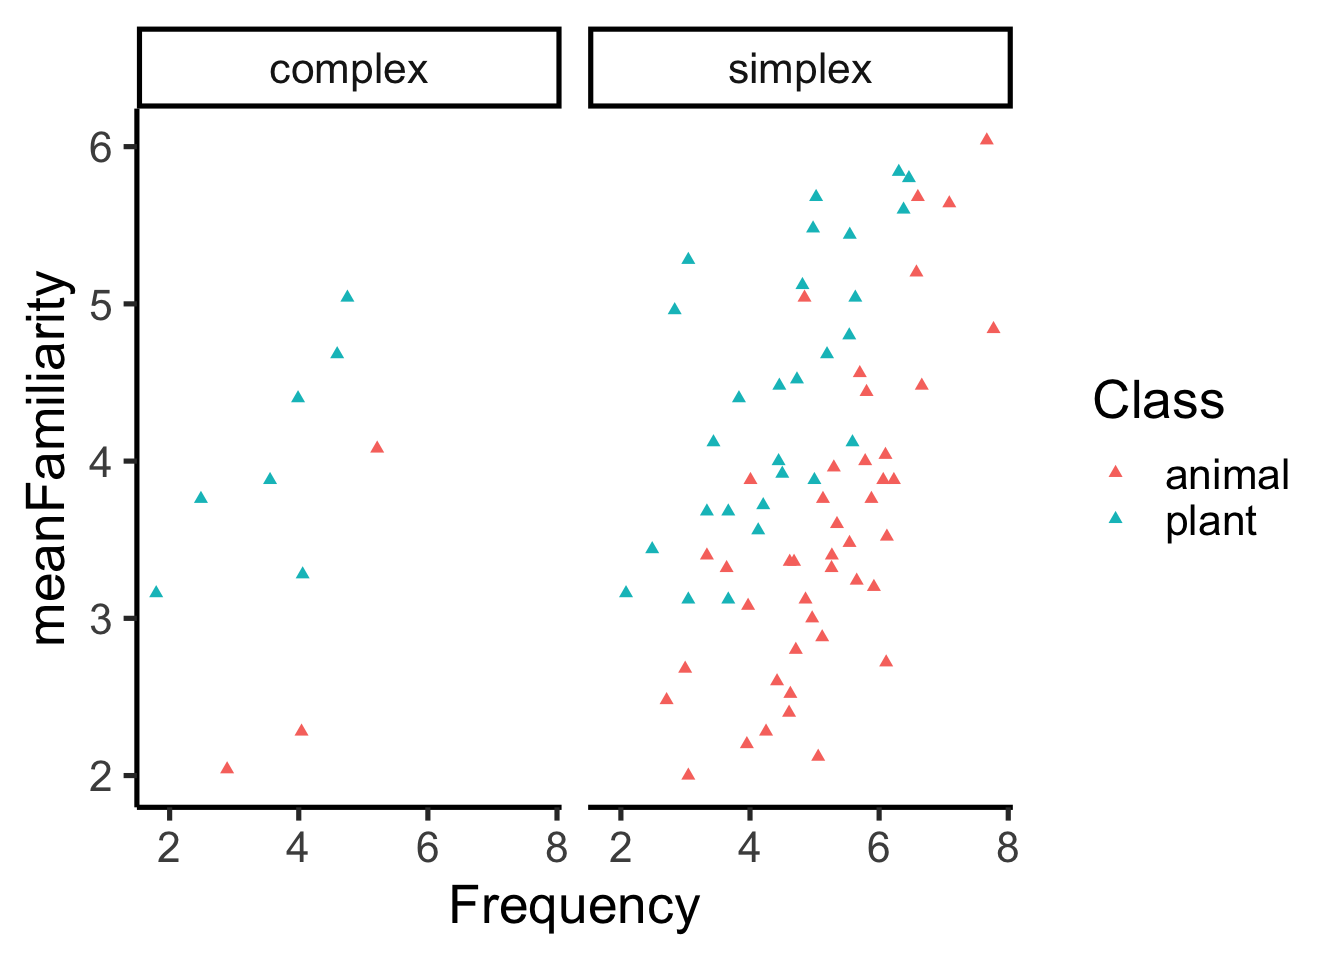 complex
simplex
6
5
4
3
2
meanFamiliarity
2 4 6 8
2 4 6 8
Frequency
Class
animal
plant